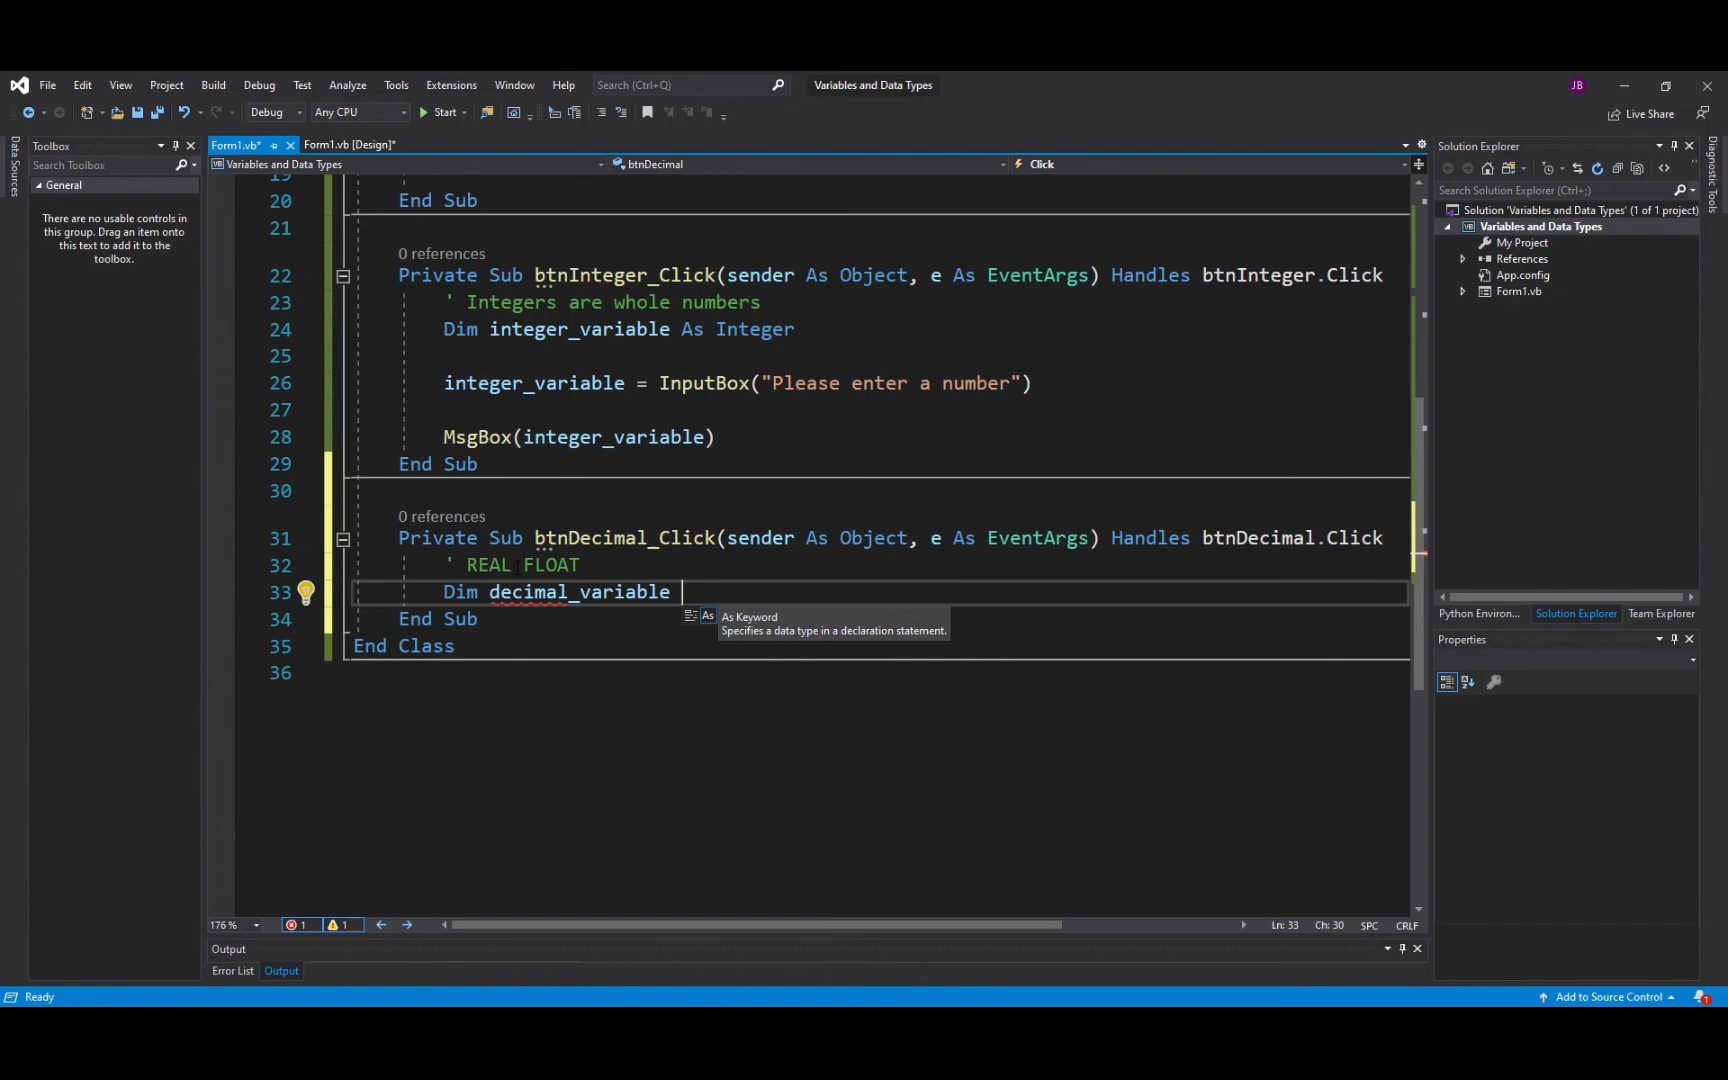 File Edit View Project Build Debug Test Analyze Tools Extensions Window Help Search (Ctrl+Q) Variables and Data Types JB
Debug Any CPU Start Live Share
Data Sources
Toolbox
Search Toolbox
General
There are no usable controls in
this group. Drag an item onto
this text to add it to the
toolbox.
Form1.vb* Form1.vb [Design]*
Variables and Data Types btnDecimal Click
19
20 End Sub
21
0 references
22 Private Sub btnInteger_Click(sender As Object, e As EventArgs) Handles btnInteger.Click
23 ' Integers are whole numbers
24 Dim integer_variable As Integer
25
26 integer_variable = InputBox("Please enter a number")
27
28 MsgBox(integer_variable)
29 End Sub
30
0 references
31 Private Sub btnDecimal_Click(sender As Object, e As EventArgs) Handles btnDecimal.Click
32 ' REAL FLOAT
33 Dim decimal_variable
As As Keyword
Specifies a data type in a declaration statement.
34 End Sub
35 End Class
36
176 % 1 1 Ln: 33 Ch: 30 SPC CRLF
Output
Error List Output
Solution Explorer
Search Solution Explorer (Ctrl+;)
Solution 'Variables and Data Types' (1 of 1 project)
Variables and Data Types
My Project
References
App.config
Form1.vb
Python Environ... Solution Explorer Team Explorer
Properties
Diagnostic Tools
Ready Add to Source Control 1